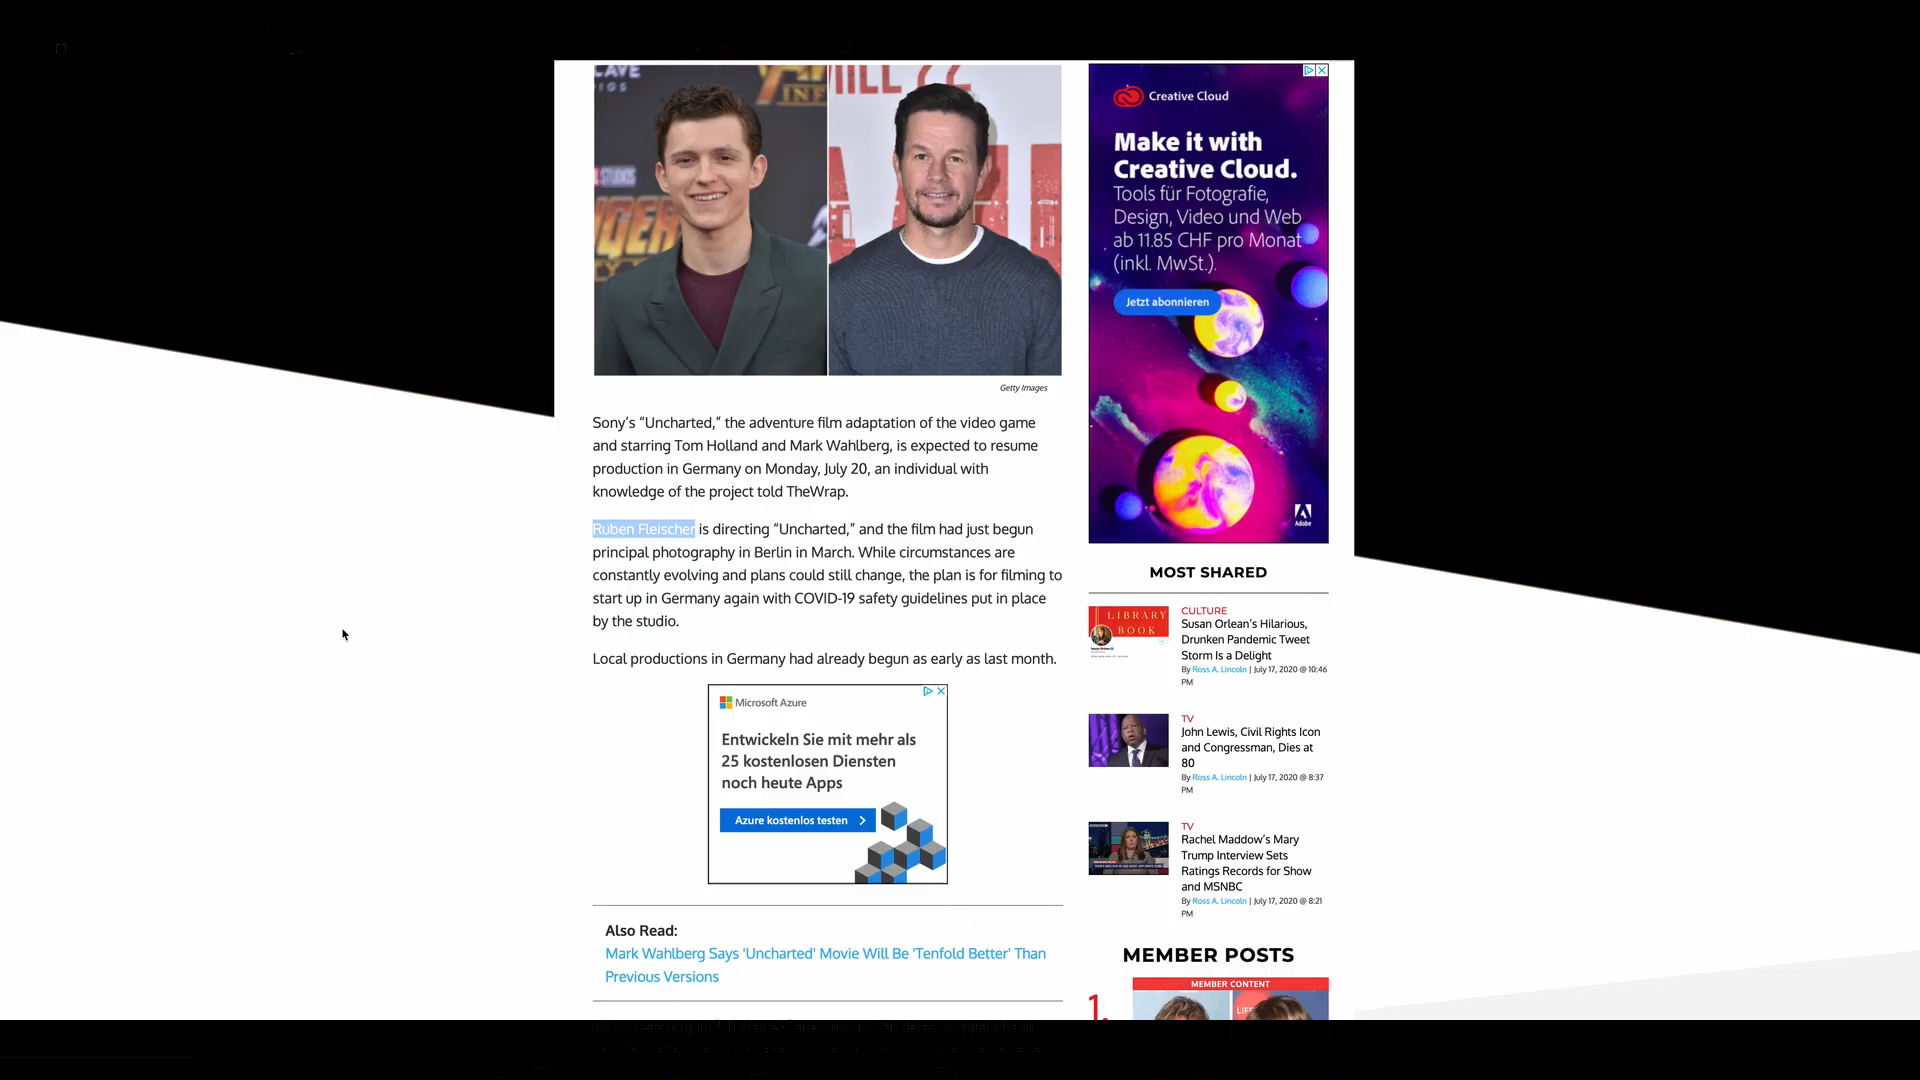 CAVE
INF
STUDIOS
NGER
MILL 22
Getty Images
Sony’s “Uncharted,” the adventure film adaptation of the video game
and starring Tom Holland and Mark Wahlberg, is expected to resume
production in Germany on Monday, July 20, an individual with
knowledge of the project told TheWrap.
Ruben Fleischer is directing “Uncharted,” and the film had just begun
principal photography in Berlin in March. While circumstances are
constantly evolving and plans could still change, the plan is for filming to
start up in Germany again with COVID-19 safety guidelines put in place
by the studio.
Local productions in Germany had already begun as early as last month.
Microsoft Azure
Entwickeln Sie mit mehr als
25 kostenlosen Diensten
noch heute Apps
Azure kostenlos testen
Also Read:
Mark Wahlberg Says 'Uncharted' Movie Will Be 'Tenfold Better' Than
Previous Versions
Creative Cloud
Make it with
Creative Cloud.
Tools für Fotografie,
Design, Video und Web
ab 11.85 CHF pro Monat
(inkl. MwSt.).
Jetzt abonnieren
Adobe
MOST SHARED
LIBRARY
BOOK
CULTURE
Susan Orlean’s Hilarious,
Drunken Pandemic Tweet
Storm Is a Delight
By Ross A. Lincoln | July 17, 2020 @ 10:46
PM
TV
John Lewis, Civil Rights Icon
and Congressman, Dies at
80
By Ross A. Lincoln | July 17, 2020 @ 8:37
PM
TV
Rachel Maddow’s Mary
Trump Interview Sets
Ratings Records for Show
and MSNBC
By Ross A. Lincoln | July 17, 2020 @ 8:21
PM
MEMBER POSTS
MEMBER CONTENT
1.